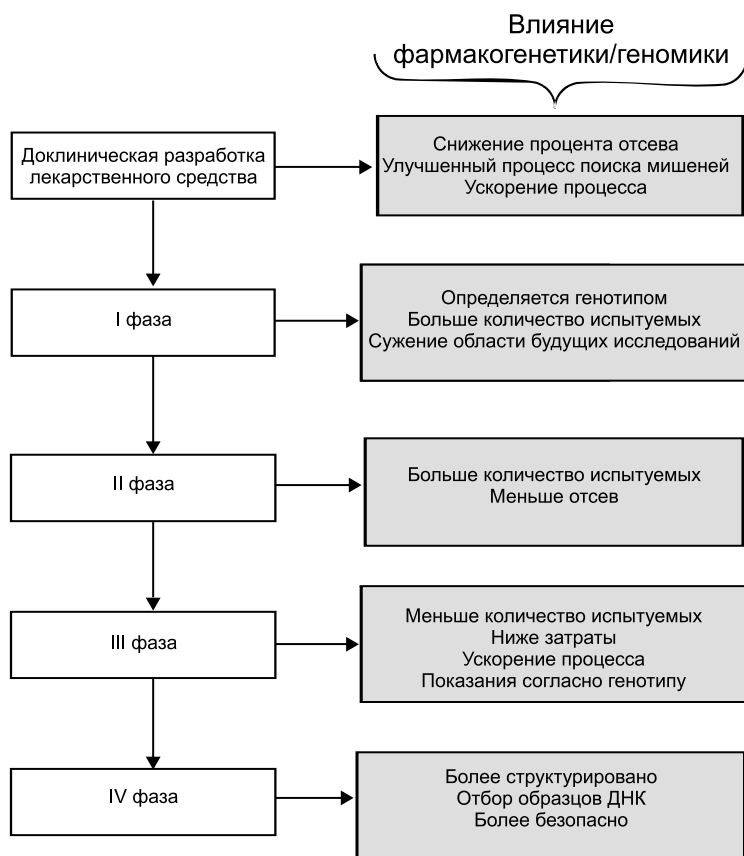 Влияние
фармакогенетики/геномики
Доклиническая разработка
лекарственного средства
Снижение процента отсева
Улучшенный процесс поиска мишеней
Ускорение процесса
I фаза
Определяется генотипом
Больше количество испытуемых
Сужение области будущих исследований
II фаза
Больше количество испытуемых
Меньше отсев
III фаза
Меньше количество испытуемых
Ниже затраты
Ускорение процесса
Показания согласно генотипу
IV фаза
Более структурировано
Отбор образцов ДНК
Более безопасно